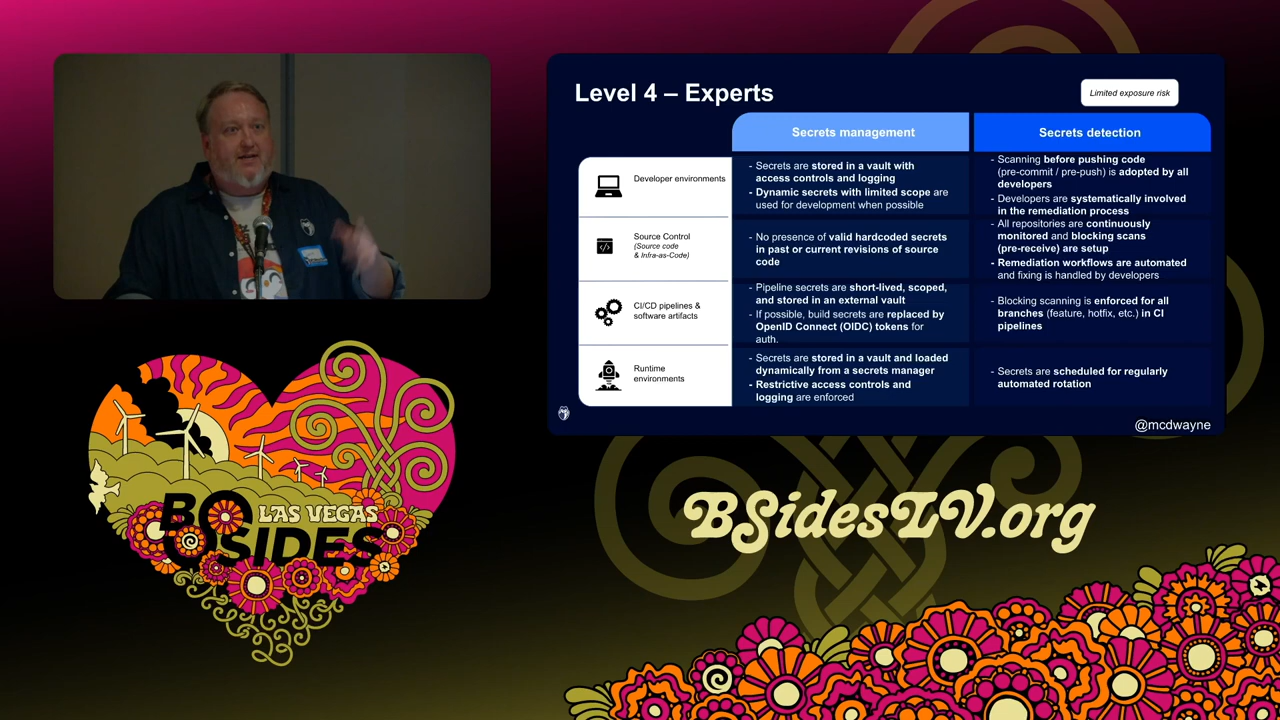 Level 4 – Experts
Limited exposure risk
Secrets management
Secrets detection
Developer environments
- Secrets are stored in a vault with
access controls and logging
- Dynamic secrets with limited scope are
used for development when possible
- Scanning before pushing code
(pre-commit / pre-push) is adopted by all
developers
- Developers are systematically involved
in the remediation process
Source Control
(Source code
& Infra-as-Code)
- No presence of valid hardcoded secrets
in past or current revisions of source
code
- All repositories are continuously
monitored and blocking scans
(pre-receive) are setup
- Remediation workflows are automated
and fixing is handled by developers
CI/CD pipelines &
software artifacts
- Pipeline secrets are short-lived, scoped,
and stored in an external vault
- If possible, build secrets are replaced by
OpenID Connect (OIDC) tokens for
auth.
- Blocking scanning is enforced for all
branches (feature, hotfix, etc.) in CI
pipelines
Runtime
environments
- Secrets are stored in a vault and loaded
dynamically from a secrets manager
- Restrictive access controls and
logging are enforced
- Secrets are scheduled for regularly
automated rotation
@mcdwayne
LAS VEGAS
BSidesLV.org